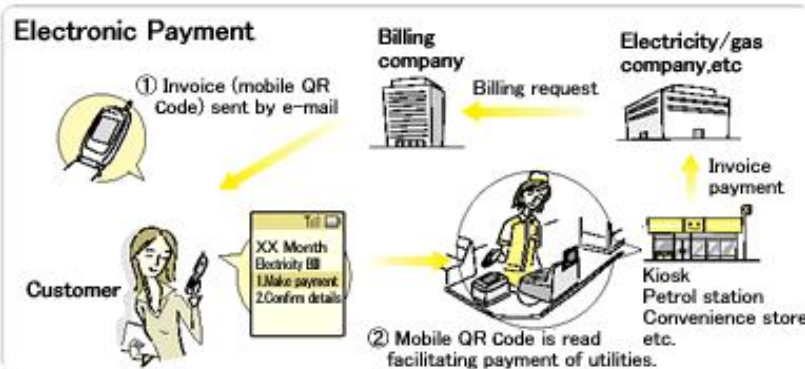 Electronic Payment
① Invoice (mobile QR
Code) sent by e-mail
Billing
company
Billing request
Electricity/gas
company,etc
Invoice
payment
Customer
XX Month
Electricity Bill
1.Make payment
2.Confirm details
Kiosk
Petrol station
Convenience store
etc.
② Mobile QR Code is read
facilitating payment of utilities.